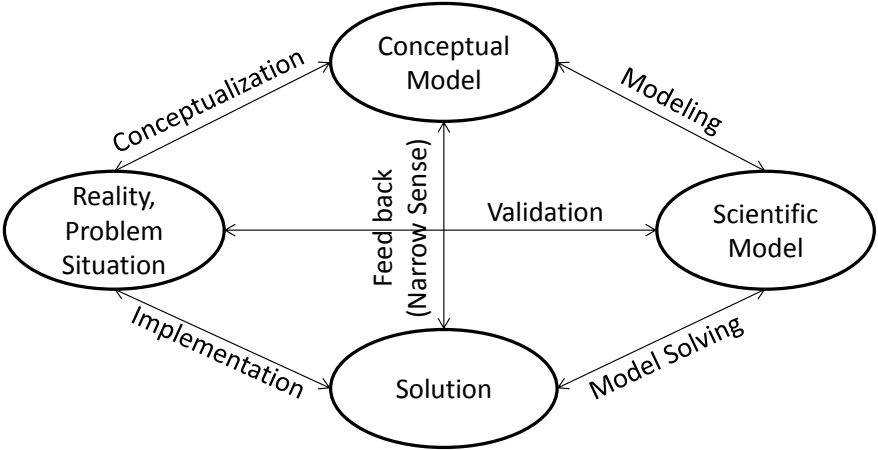 Conceptual
Model
Conceptualization
Modeling
Reality,
Problem
Situation
Feed back
(Narrow Sense)
Validation
Scientific
Model
Implementation
Model Solving
Solution